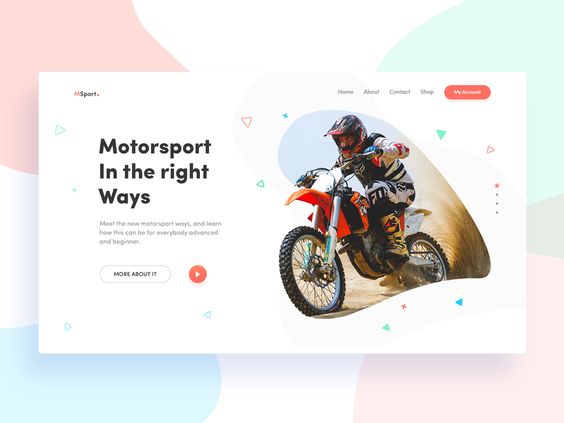 MSport.
Home About Contact Shop My Account
Motorsport
In the right
Ways
Meet the new motorsport ways, and learn
how this can be for everybody advanced
and beginner.
MORE ABOUT IT